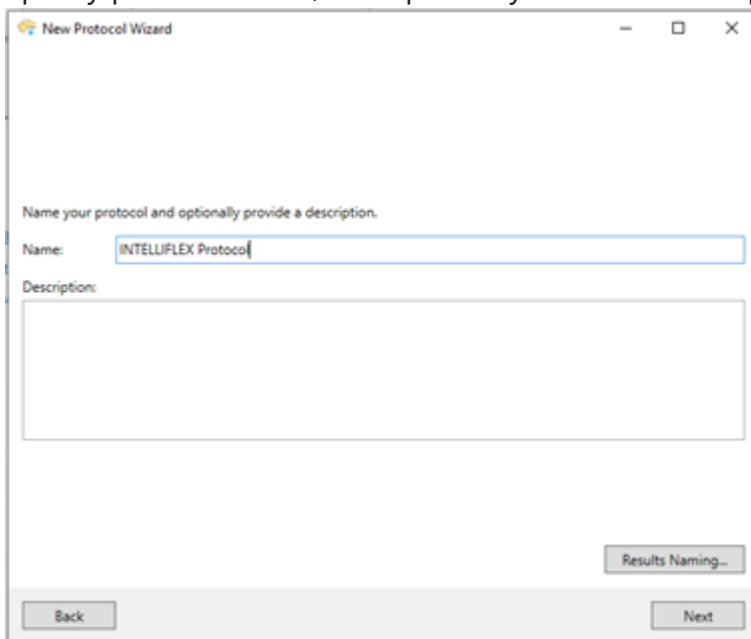 New Protocol Wizard
Name your protocol and optionally provide a description.
Name: INTELLIFLEX Protocol
Description:
Results Naming...
Back Next